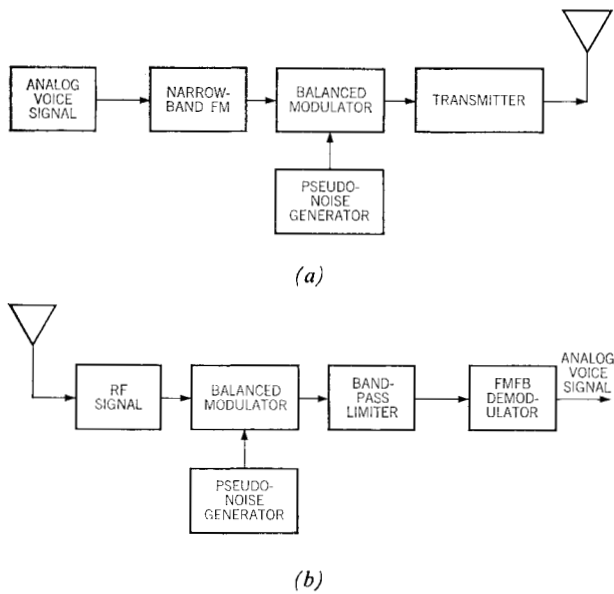 ANALOG
VOICE
SIGNAL
NARROW-
BAND FM
BALANCED
MODULATOR
TRANSMITTER
PSEUDO-
NOISE
GENERATOR
(a)
RF
SIGNAL
BALANCED
MODULATOR
BAND-
PASS
LIMITER
FMFB
DEMOD-
ULATOR
ANALOG
VOICE
SIGNAL
PSEUDO-
NOISE
GENERATOR
(b)